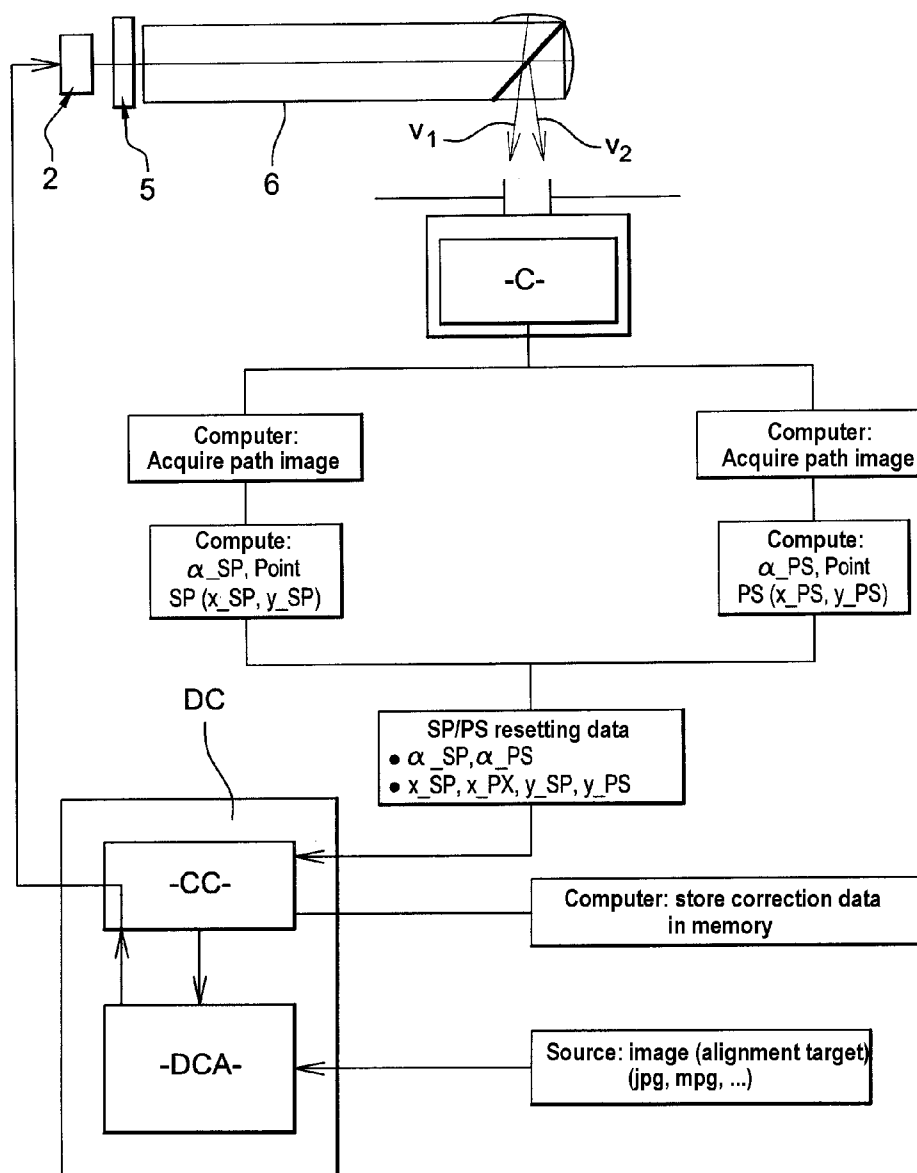 v1
v2
2
5
6
-C-
Computer:
Acquire path image
Computer:
Acquire path image
Compute:
α_SP, Point
SP (x_SP, y_SP)
Compute:
α_PS, Point
PS (x_PS, y_PS)
DC
SP/PS resetting data
● α_SP, α_PS
● x_SP, x_PX, y_SP, y_PS
-CC-
Computer: store correction data
in memory
-DCA-
Source: image (alignment target)
(jpg, mpg, ...)